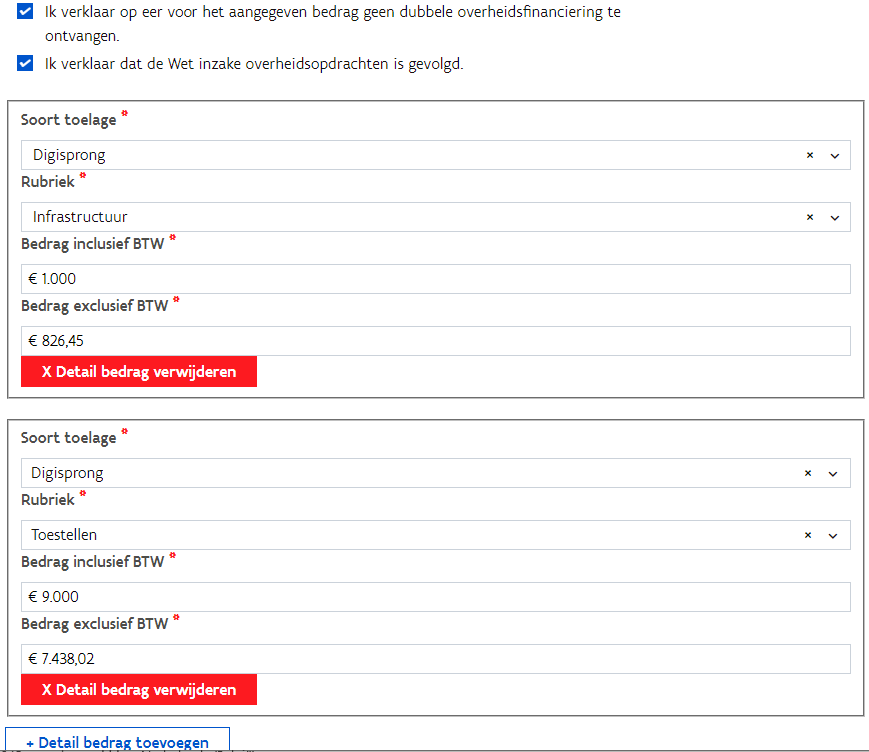 Ik verklaar op eer voor het aangegeven bedrag geen dubbele overheidsfinanciering te
ontvangen.
Ik verklaar dat de Wet inzake overheidsopdrachten is gevolgd.
Soort toelage *
Digisprong
Rubriek *
Infrastructuur
Bedrag inclusief BTW *
€ 1.000
Bedrag exclusief BTW *
€ 826,45
X Detail bedrag verwijderen
Soort toelage *
Digisprong
Rubriek *
Toestellen
Bedrag inclusief BTW *
€ 9.000
Bedrag exclusief BTW *
€ 7.438,02
X Detail bedrag verwijderen
+ Detail bedrag toevoegen